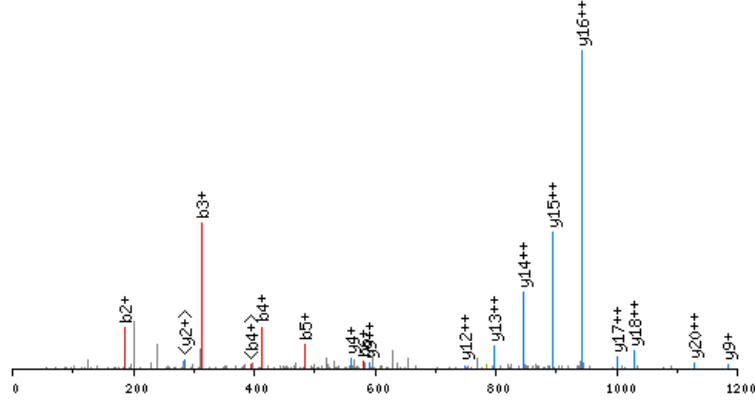 y16++
b3+
y15++
y14++
b2+
<y2+>
<b4+>
b4+
b5+
y4+
y12++
y13++
y17++
y18++
y20++
y9+
0 200 400 600 800 1000 1200